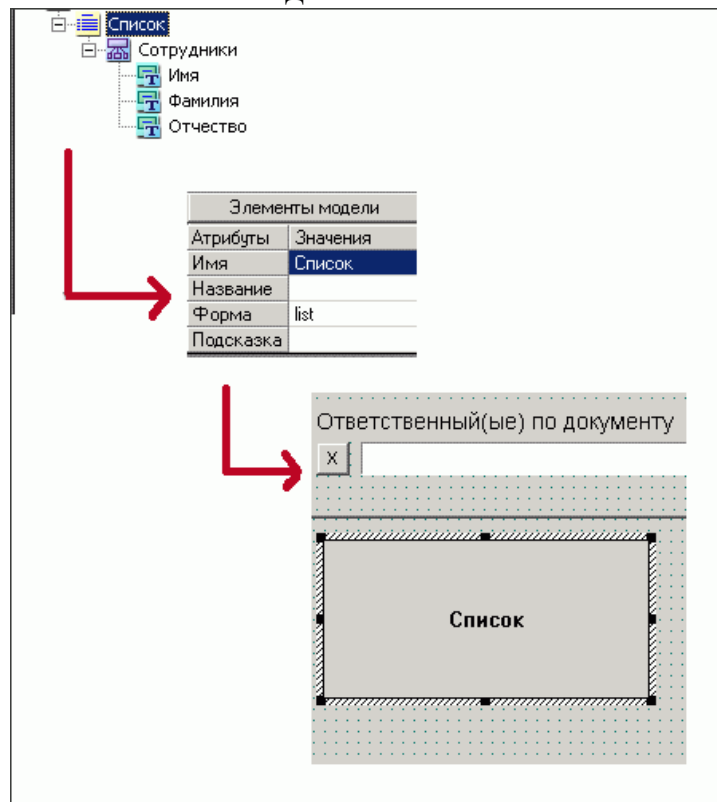 Список
Сотрудники
Имя
Фамилия
Отчество
Элементы модели
Атрибуты Значения
Имя Список
Название
Форма list
Подсказка
Ответственный(ые) по документу
X
Список